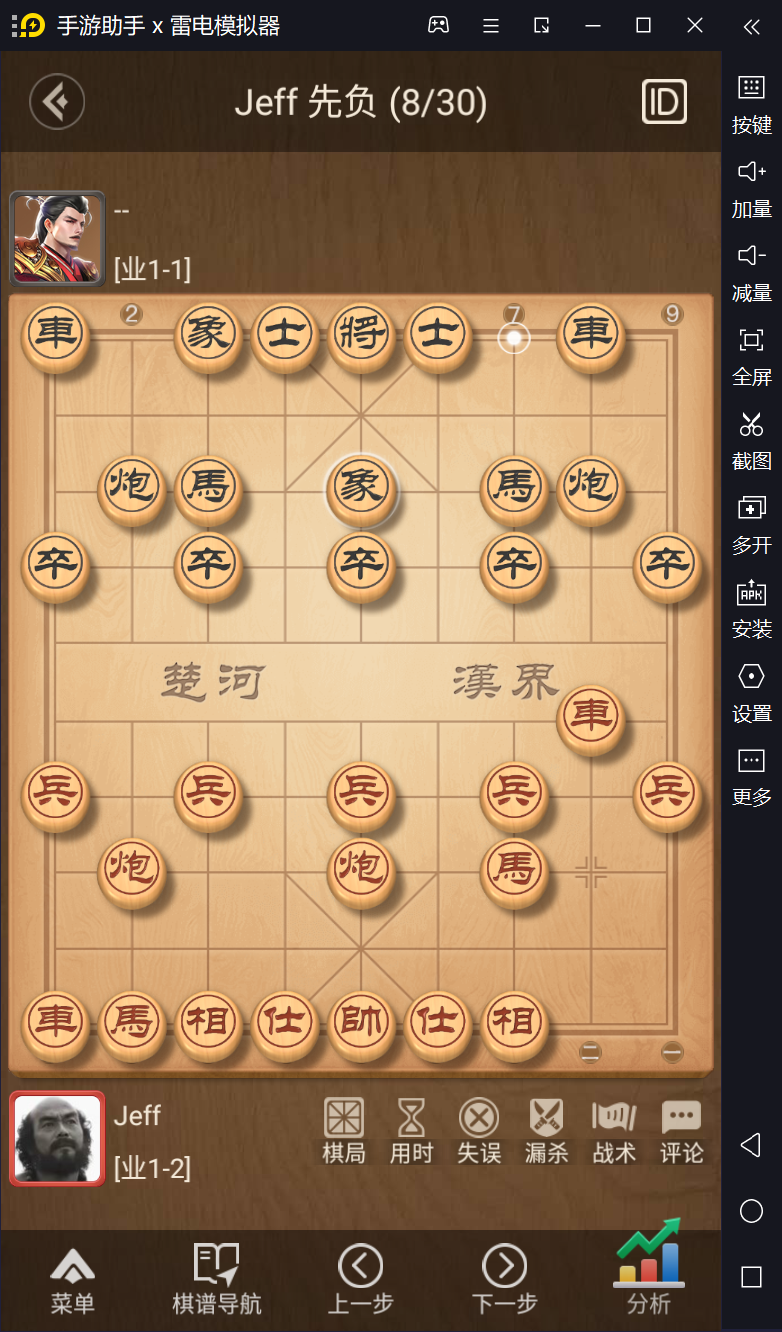 手游助手 x 雷电模拟器
Jeff 先负 (8/30)
ID
按键
加量
减量
全屏
截图
多开
APK
安装
设置
更多
--
[业1-1]
2 7 9
車 象 士 將 士 車
炮 馬 象 馬 炮
卒 卒 卒 卒 卒
楚河 漢界
車
兵 兵 兵 兵 兵
炮 炮 馬
車 馬 相 仕 帥 仕 相
二 一
Jeff
[业1-2]
棋局 用时 失误 漏杀 战术 评论
菜单 棋谱导航 上一步 下一步 分析